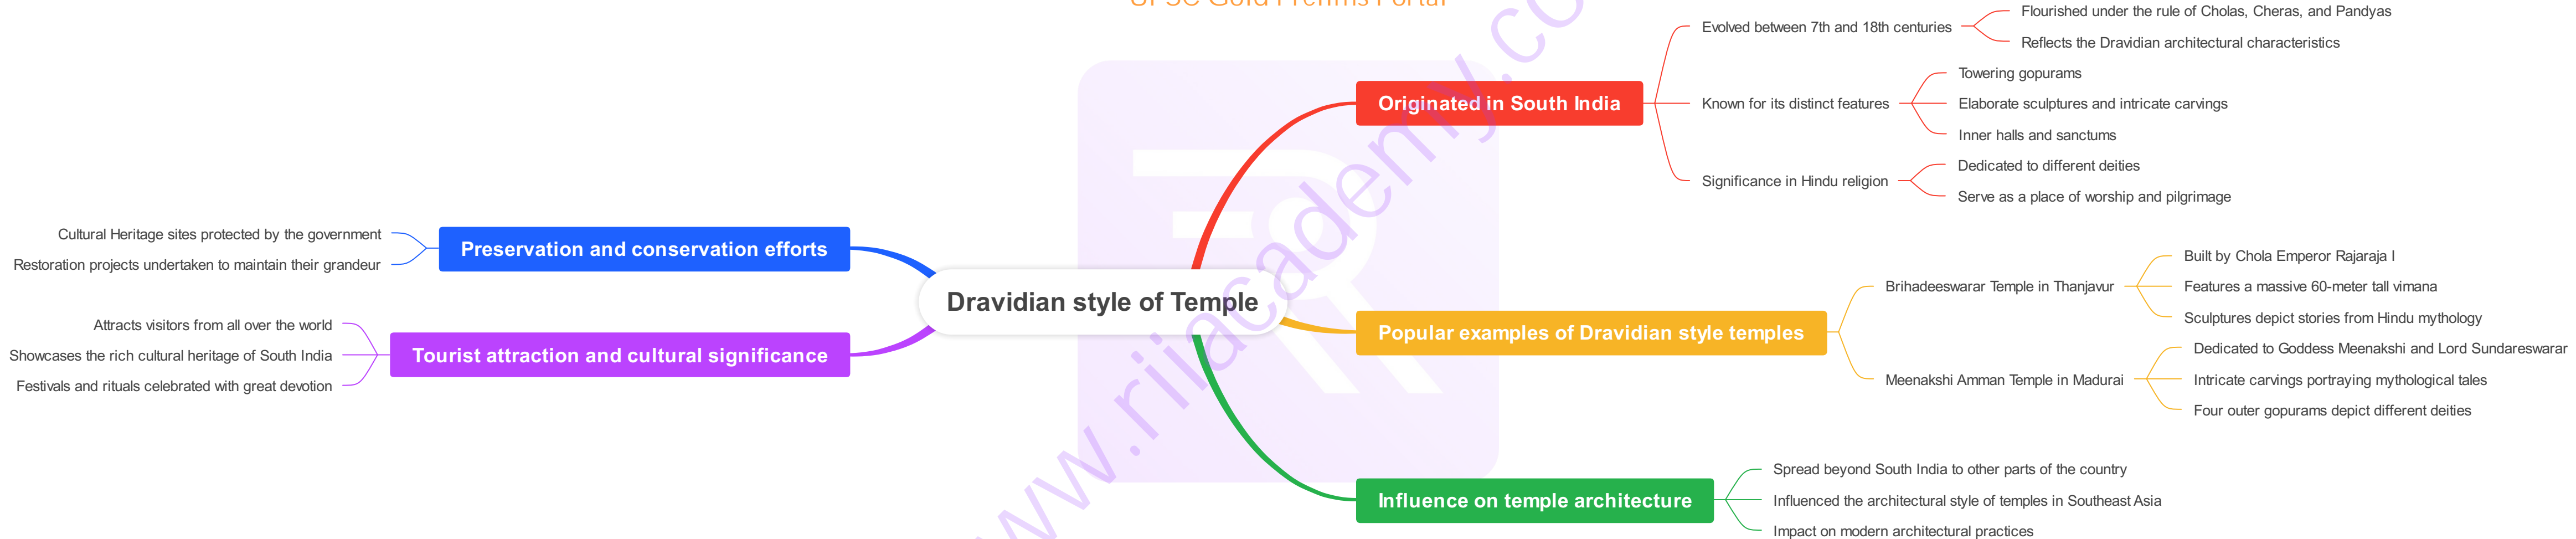 UPSC Gold Prelims Portal
Dravidian style of Temple
Originated in South India
Evolved between 7th and 18th centuries
Flourished under the rule of Cholas, Cheras, and Pandyas
Reflects the Dravidian architectural characteristics
Known for its distinct features
Towering gopurams
Elaborate sculptures and intricate carvings
Inner halls and sanctums
Significance in Hindu religion
Dedicated to different deities
Serve as a place of worship and pilgrimage
Popular examples of Dravidian style temples
Brihadeeswarar Temple in Thanjavur
Built by Chola Emperor Rajaraja I
Features a massive 60-meter tall vimana
Sculptures depict stories from Hindu mythology
Meenakshi Amman Temple in Madurai
Dedicated to Goddess Meenakshi and Lord Sundareswarar
Intricate carvings portraying mythological tales
Four outer gopurams depict different deities
Influence on temple architecture
Spread beyond South India to other parts of the country
Influenced the architectural style of temples in Southeast Asia
Impact on modern architectural practices
Preservation and conservation efforts
Cultural Heritage sites protected by the government
Restoration projects undertaken to maintain their grandeur
Tourist attraction and cultural significance
Attracts visitors from all over the world
Showcases the rich cultural heritage of South India
Festivals and rituals celebrated with great devotion